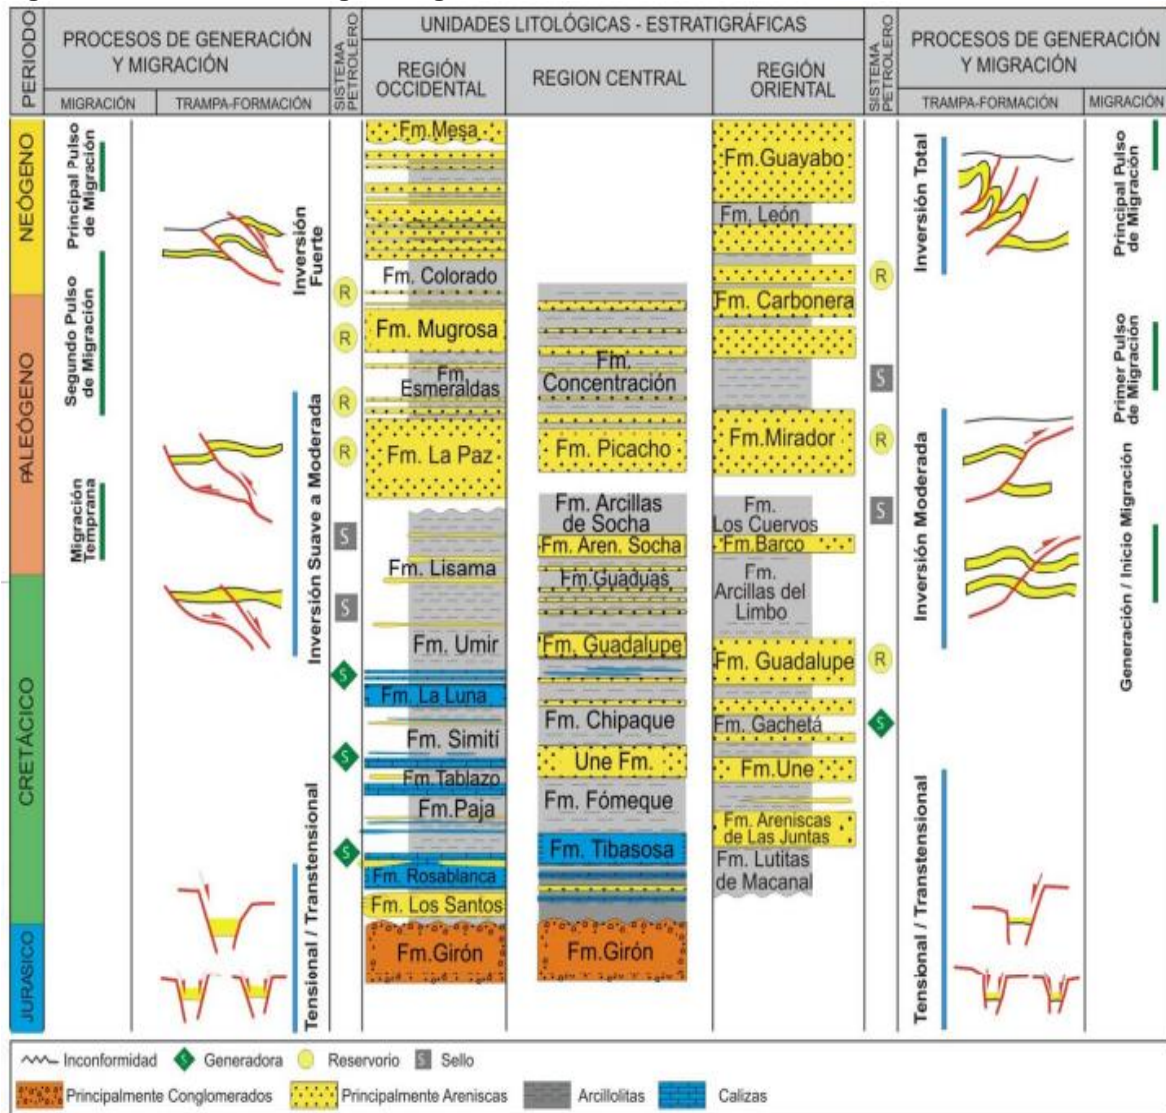 PERIODO
PROCESOS DE GENERACIÓN
Y MIGRACIÓN
MIGRACIÓN
TRAMPA-FORMACIÓN
SISTEMA
PETROLERO
UNIDADES LITOLÓGICAS - ESTRATIGRÁFICAS
REGIÓN
OCCIDENTAL
REGION CENTRAL
REGIÓN
ORIENTAL
SISTEMA
PETROLERO
PROCESOS DE GENERACIÓN
Y MIGRACIÓN
TRAMPA-FORMACIÓN
MIGRACIÓN
NEÓGENO
PALEÓGENO
CRETÁCICO
JURASICO
Principal Pulso
de Migración
Segundo Pulso
de Migración
Migración
Temprana
Inversión
Fuerte
Inversión Suave a Moderada
Tensional / Transtensional
R
R
R
R
S
S
S
S
S
Fm.Mesa
Fm. Colorado
Fm. Mugrosa
Fm.
Esmeraldas
Fm. La Paz
Fm. Lisama
Fm. Umir
Fm. La Luna
Fm. Simití
Fm.Tablazo
Fm.Paja
Fm. Rosablanca
Fm. Los Santos
Fm.Girón
Fm.
Concentración
Fm. Picacho
Fm. Arcillas
de Socha
Fm. Aren. Socha
Fm.Guaduas
Fm. Guadalupe
Fm. Chipaque
Une Fm.
Fm. Fómeque
Fm. Tibasosa
Fm.Girón
Fm.Guayabo
Fm. León
Fm. Carbonera
Fm.Mirador
Fm.
Los Cuervos
Fm.Barco
Fm.
Arcillas del
Limbo
Fm. Guadalupe
Fm. Gachetá
Fm.Une
Fm. Areniscas
de Las Juntas
Fm. Lutitas
de Macanal
R
S
R
S
R
S
Inversión Total
Inversión Moderada
Tensional / Transtensional
Principal Pulso
de Migración
Primer Pulso
de Migración
Generación / Inicio Migración
Inconformidad
S Generadora
Reservorio
S Sello
Principalmente Conglomerados
Principalmente Areniscas
Arcillolitas
Calizas